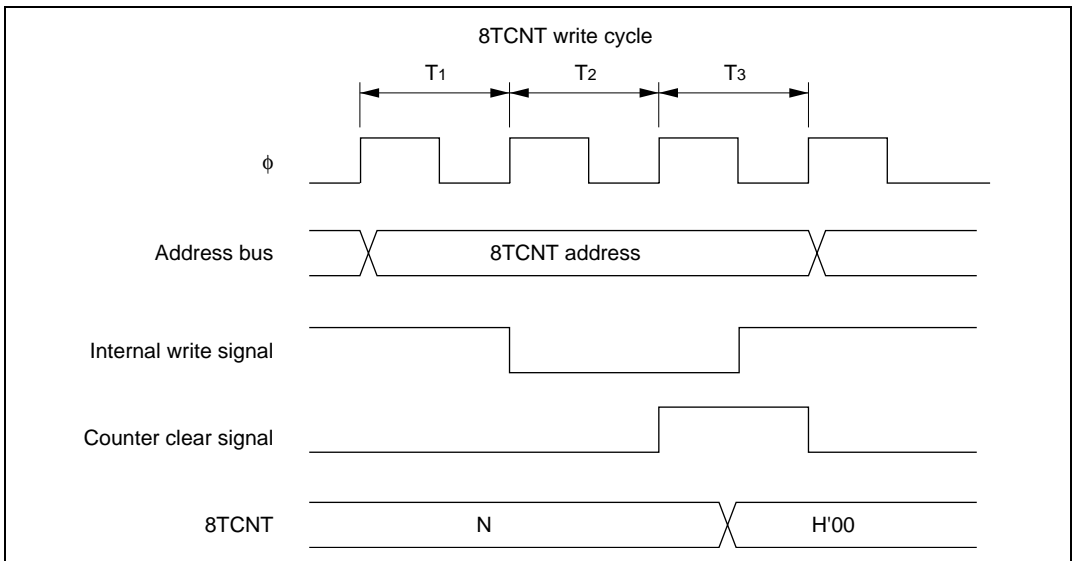 8TCNT write cycle
T1 T2 T3
ϕ
Address bus 8TCNT address
Internal write signal
Counter clear signal
8TCNT N H'00